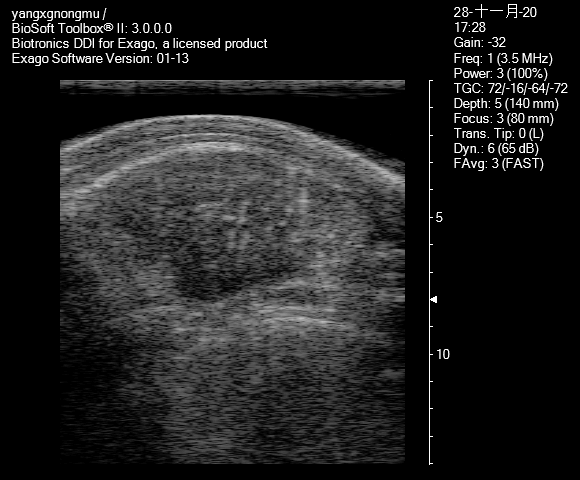 yangxgnongmu /
BioSoft Toolbox® II: 3.0.0.0
Biotronics DDI for Exago, a licensed product
Exago Software Version: 01-13
28-十一月-20
17:28
Gain: -32
Freq: 1 (3.5 MHz)
Power: 3 (100%)
TGC: 72/-16/-64/-72
Depth: 5 (140 mm)
Focus: 3 (80 mm)
Trans. Tip: 0 (L)
Dyn.: 6 (65 dB)
FAvg: 3 (FAST)
5
10